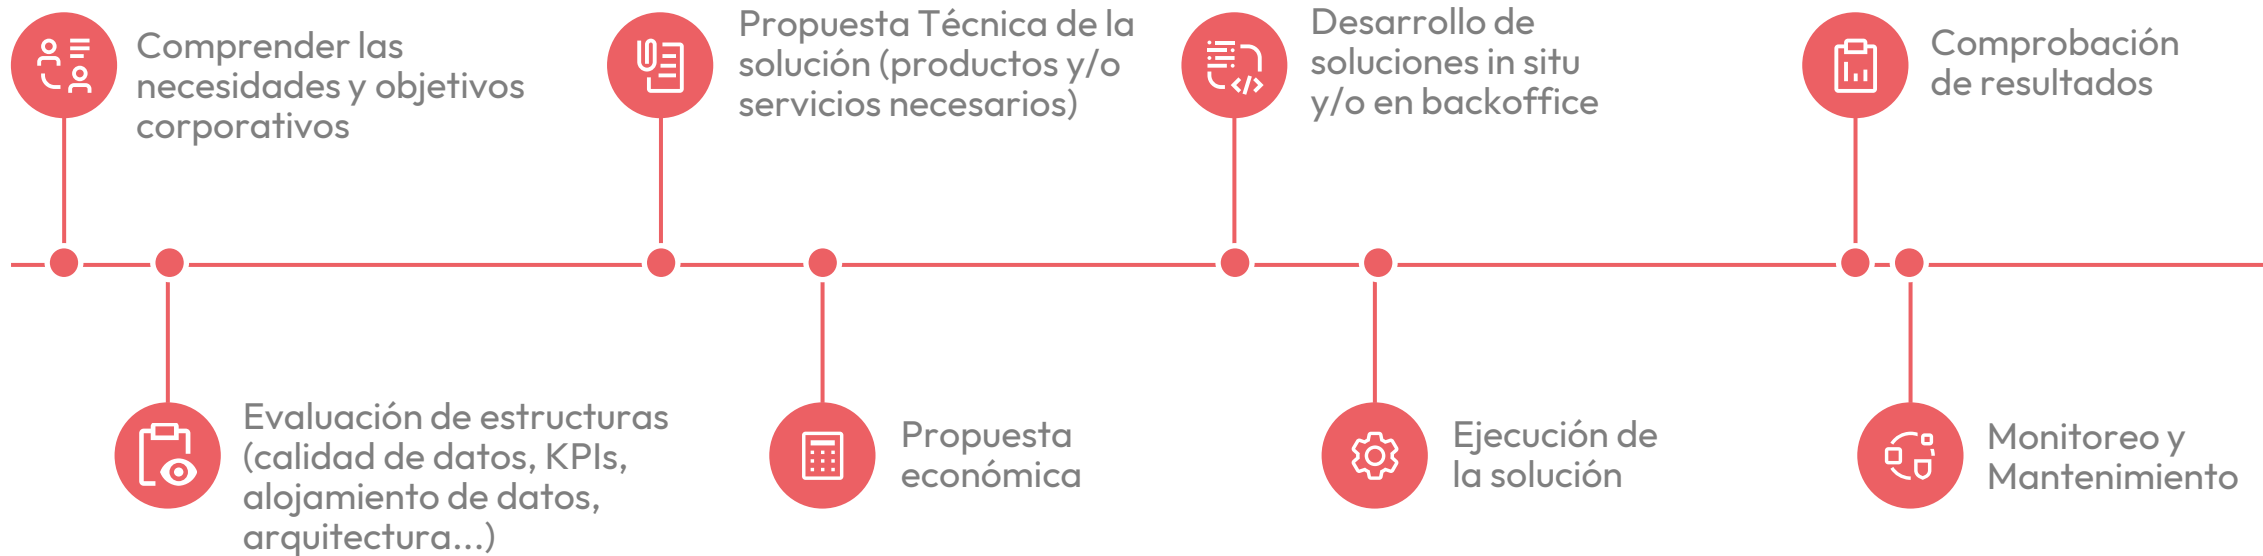 Comprender las
necesidades y objetivos
corporativos
Evaluación de estructuras
(calidad de datos, KPIs,
alojamiento de datos,
arquitectura...)
Propuesta Técnica de la
solución (productos y/o
servicios necesarios)
Propuesta
económica
Desarrollo de
soluciones in situ
y/o en backoffice
Ejecución de
la solución
Comprobación
de resultados
Monitoreo y
Mantenimiento